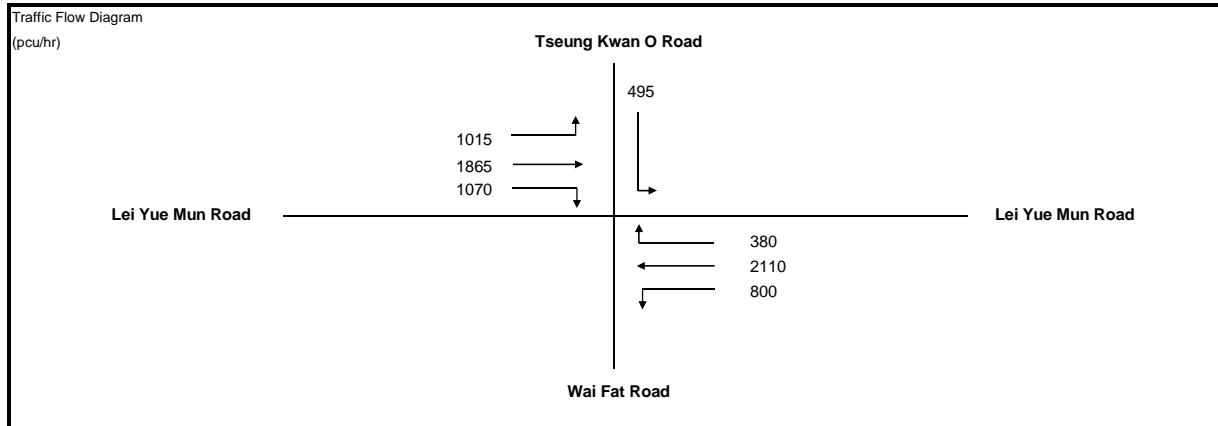 Traffic Flow Diagram
(pcu/hr)
Tseung Kwan O Road
495
1015
1865
1070
Lei Yue Mun Road
Lei Yue Mun Road
380
2110
800
Wai Fat Road